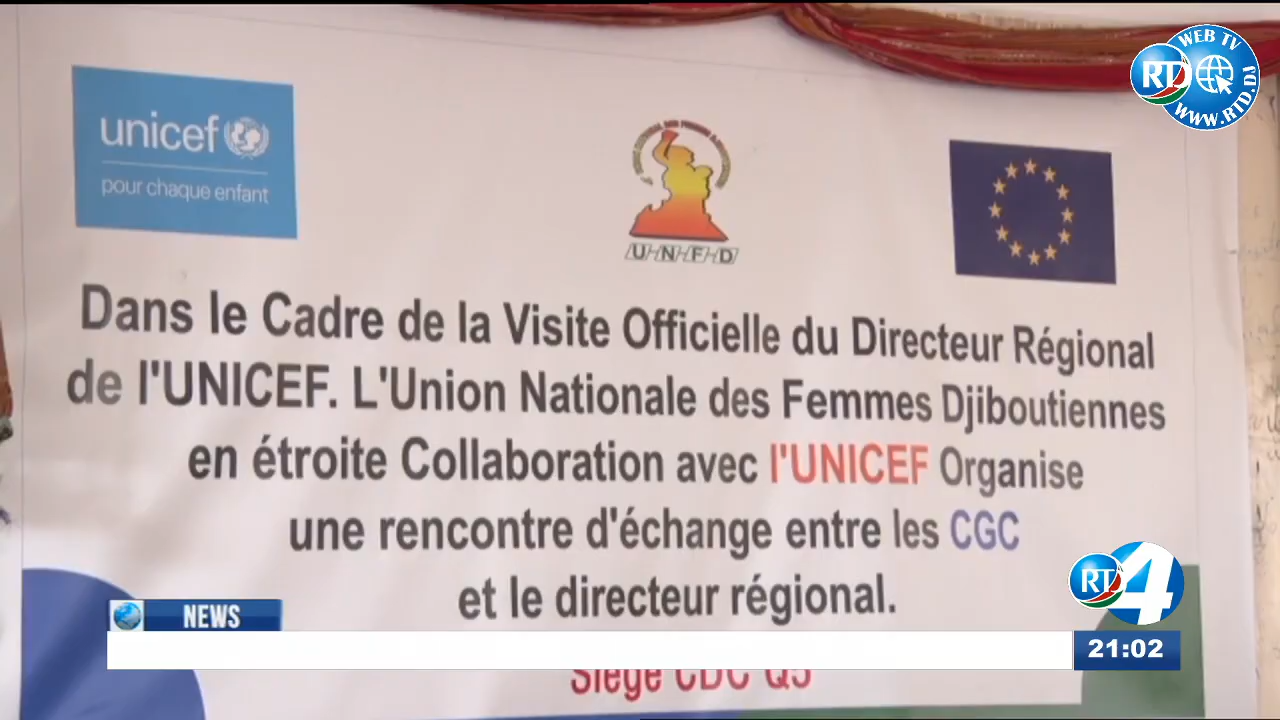 WEB TV
RTD
WWW.RTD.DJ
unicef
pour chaque enfant
U-N-F-D
Dans le Cadre de la Visite Officielle du Directeur Régional
de l'UNICEF. L'Union Nationale des Femmes Djiboutiennes
en étroite Collaboration avec l'UNICEF Organise
une rencontre d'échange entre les CGC
et le directeur régional.
RTD 4
NEWS
21:02
Siège CDC Q5